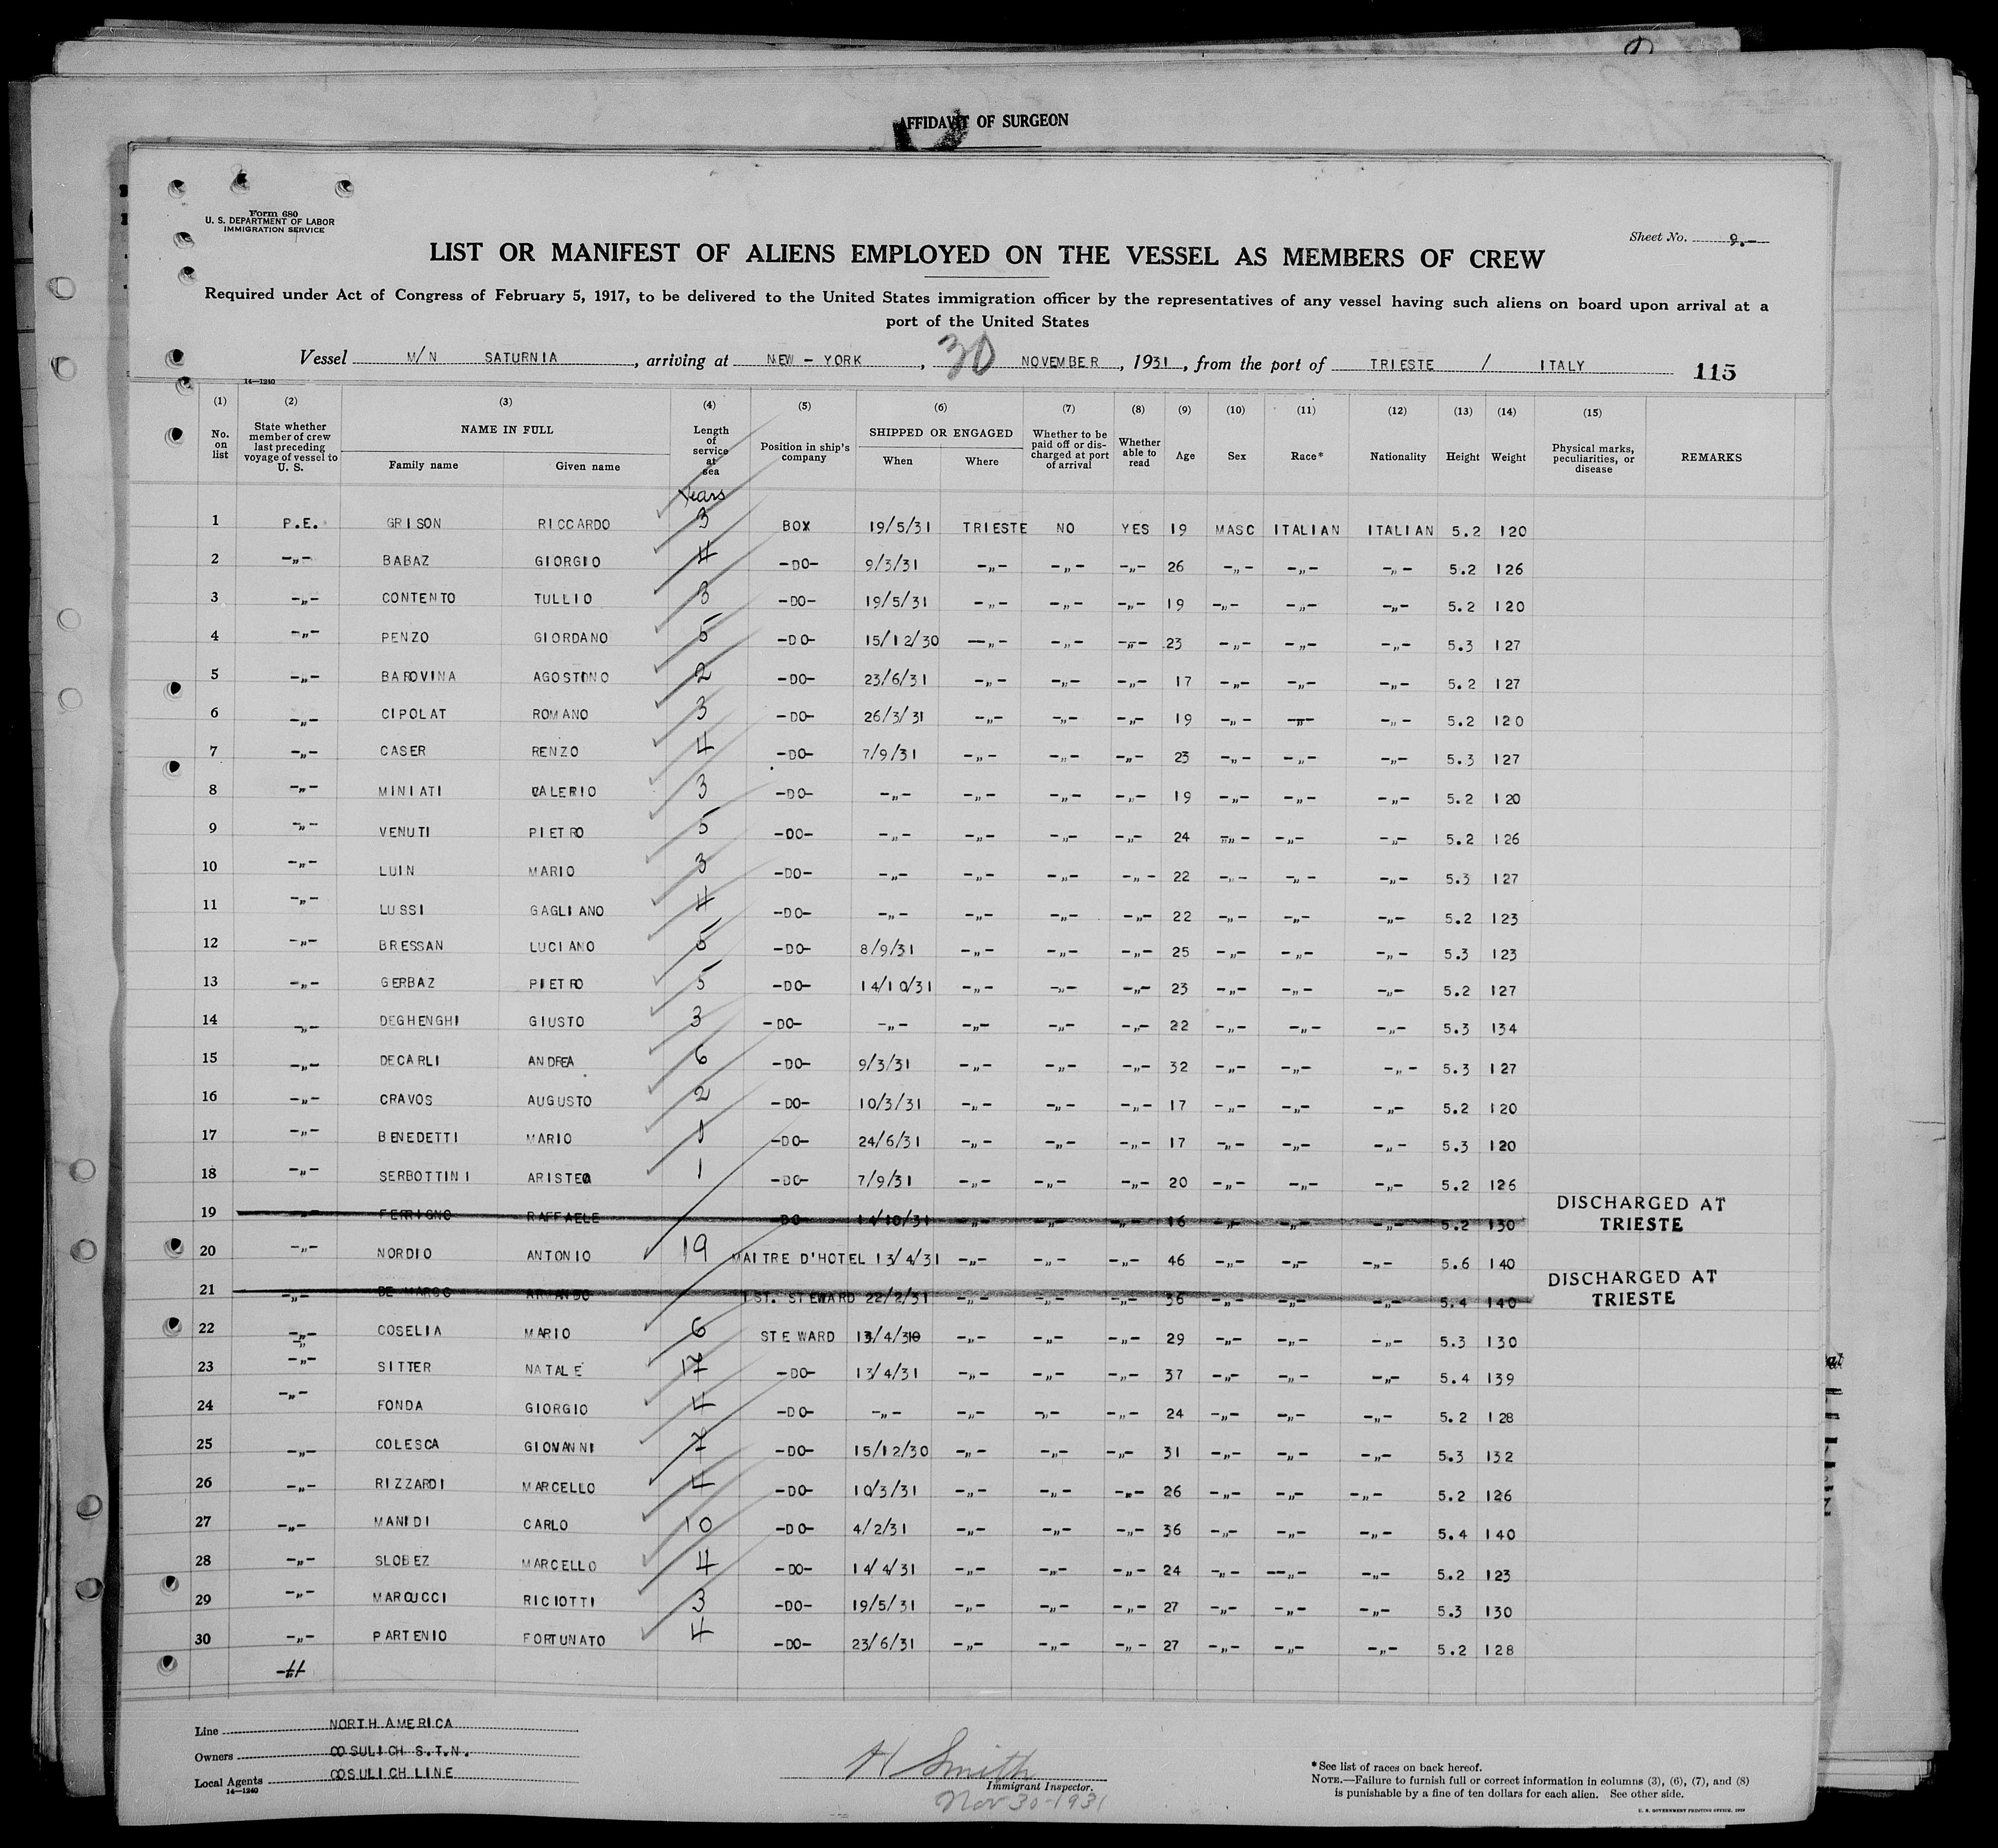 AFFIDAVIT OF SURGEON
Form 680
U. S. DEPARTMENT OF LABOR
IMMIGRATION SERVICE
Sheet No. 9.-
LIST OR MANIFEST OF ALIENS EMPLOYED ON THE VESSEL AS MEMBERS OF CREW
Required under Act of Congress of February 5, 1917, to be delivered to the United States immigration officer by the representatives of any vessel having such aliens on board upon arrival at a
port of the United States
Vessel M/N SATURNIA, arriving at NEW-YORK, 30 NOVEMBER, 1931, from the port of TRIESTE / ITALY 115
14-1240
(1) (2) (3) (4) (5) (6) (7) (8) (9) (10) (11) (12) (13) (14) (15)
No. on list State whether member of crew last preceding voyage of vessel to U. S. NAME IN FULL Family name Given name Length of service at sea Position in ship's company SHIPPED OR ENGAGED When Where Whether to be paid off or discharged at port of arrival Whether able to read Age Sex Race* Nationality Height Weight Physical marks, peculiarities, or disease REMARKS
Years
1 P.E. GRISON RICCARDO 3 BOX 19/5/31 TRIESTE NO YES 19 MASC ITALIAN ITALIAN 5.2 120
2 -„- BABAZ GIORGIO 4 -DO- 9/3/31 -„- -„- -„- 26 -„- -„- -„- 5.2 126
3 -„- CONTENTO TULLIO 3 -DO- 19/5/31 -„- -„- -„- 19 -„- -„- -„- 5.2 120
4 -„- PENZO GIORDANO 5 -DO- 15/12/30 -„- -„- -„- 23 -„- -„- -„- 5.3 127
5 -„- BAROVINA AGOSTONO 2 -DO- 23/6/31 -„- -„- -„- 17 -„- -„- -„- 5.2 127
6 -„- CIPOLAT ROMANO 3 -DO- 26/3/31 -„- -„- -„- 19 -„- -„- -„- 5.2 120
7 -„- CASER RENZO 4 -DO- 7/9/31 -„- -„- -„- 23 -„- -„- -„- 5.3 127
8 -„- MINIATI VALERIO 3 -DO- -„- -„- -„- -„- 19 -„- -„- -„- 5.2 120
9 -„- VENUTI PIETRO 5 -DO- -„- -„- -„- -„- 24 -„- -„- -„- 5.2 126
10 -„- LUIN MARIO 3 -DO- -„- -„- -„- -„- 22 -„- -„- -„- 5.3 127
11 -„- LUSSI GAGLIANO 4 -DO- -„- -„- -„- -„- 22 -„- -„- -„- 5.2 123
12 -„- BRESSAN LUCIANO 5 -DO- 8/9/31 -„- -„- -„- 25 -„- -„- -„- 5.3 123
13 -„- GERBAZ PIETRO 5 -DO- 14/10/31 -„- -„- -„- 23 -„- -„- -„- 5.2 127
14 -„- DEGHENGHI GIUSTO 3 -DO- -„- -„- -„- -„- 22 -„- -„- -„- 5.3 134
15 -„- DECARLI ANDREA 6 -DO- 9/3/31 -„- -„- -„- 32 -„- -„- -„- 5.3 127
16 -„- CRAVOS AUGUSTO 2 -DO- 10/3/31 -„- -„- -„- 17 -„- -„- -„- 5.2 120
17 -„- BENEDETTI MARIO 1 -DO- 24/6/31 -„- -„- -„- 17 -„- -„- -„- 5.3 120
18 -„- SERBOTTINI ARISTEO 1 -DO- 7/9/31 -„- -„- -„- 20 -„- -„- -„- 5.2 126
19 -„- FERRIGNO RAFFAELE -DO- 14/10/31 -„- -„- -„- 16 -„- -„- -„- 5.2 130 DISCHARGED AT TRIESTE
20 -„- NORDIO ANTONIO 19 MAITRE D'HOTEL 13/4/31 -„- -„- -„- 46 -„- -„- -„- 5.6 140
21 -„- DE MARCO ARMANDO 1 ST. STEWARD 22/2/31 -„- -„- -„- 36 -„- -„- -„- 5.4 140 DISCHARGED AT TRIESTE
22 -„- COSELIA MARIO 6 STEWARD 13/4/30 -„- -„- -„- 29 -„- -„- -„- 5.3 130
23 -„- SITTER NATALE 17 -DO- 13/4/31 -„- -„- -„- 37 -„- -„- -„- 5.4 139
24 -„- FONDA GIORGIO 4 -DO- -„- -„- -„- -„- 24 -„- -„- -„- 5.2 128
25 -„- COLESCA GIOVANNI 7 -DO- 15/12/30 -„- -„- -„- 31 -„- -„- -„- 5.3 132
26 -„- RIZZARDI MARCELLO 4 -DO- 10/3/31 -„- -„- -„- 26 -„- -„- -„- 5.2 126
27 -„- MANIDI CARLO 10 -DO- 4/2/31 -„- -„- -„- 36 -„- -„- -„- 5.4 140
28 -„- SLOBEZ MARCELLO 4 -DO- 14/4/31 -„- -„- -„- 24 -„- -„- -„- 5.2 123
29 -„- MARCUCCI RICIOTTI 3 -DO- 19/5/31 -„- -„- -„- 27 -„- -„- -„- 5.3 130
30 -„- PARTENIO FORTUNATO 4 -DO- 23/6/31 -„- -„- -„- 27 -„- -„- -„- 5.2 128
Line NORTH AMERICA
Owners COSULICH S.T.N.
Local Agents COSULICH LINE
14-1240
H Smith
Immigrant Inspector.
Nov 30-1931
*See list of races on back hereof.
NOTE.—Failure to furnish full or correct information in columns (3), (6), (7), and (8)
is punishable by a fine of ten dollars for each alien. See other side.